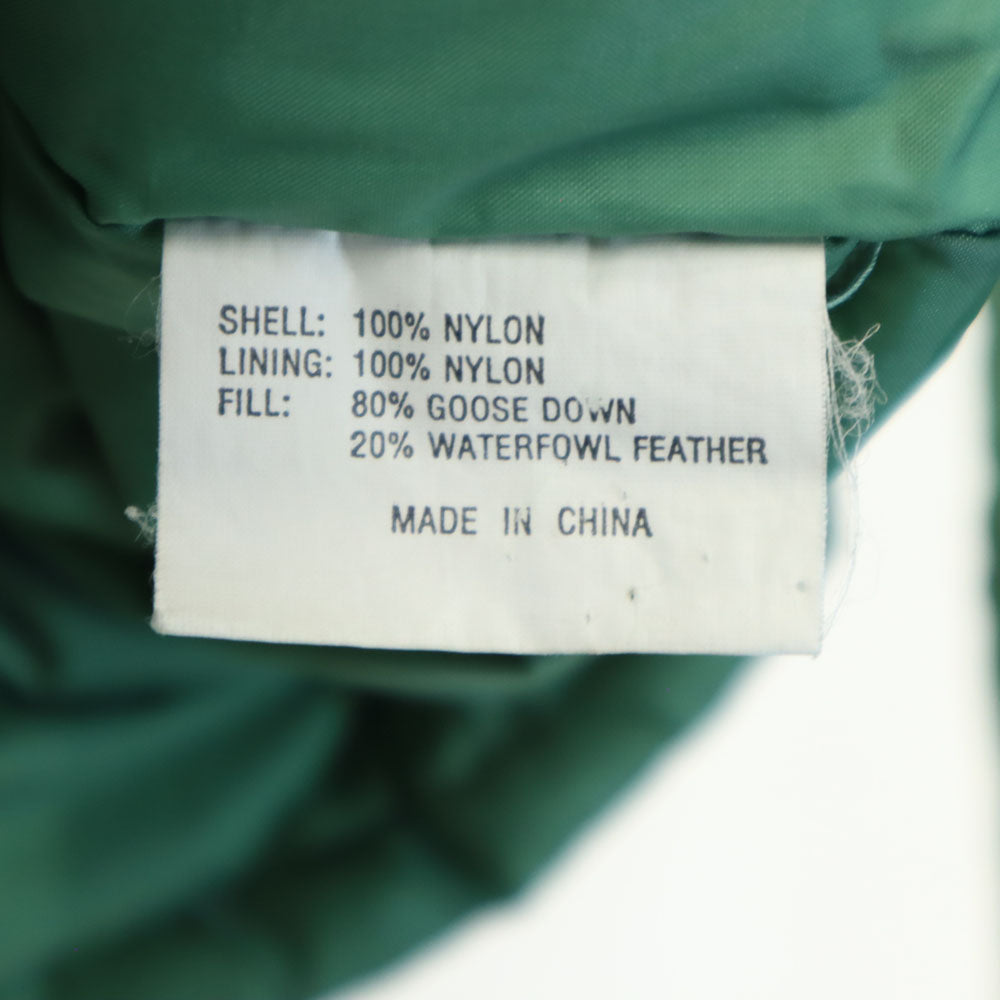 SHELL: 100% NYLON
LINING: 100% NYLON
FILL: 80% GOOSE DOWN
20% WATERFOWL FEATHER
MADE IN CHINA